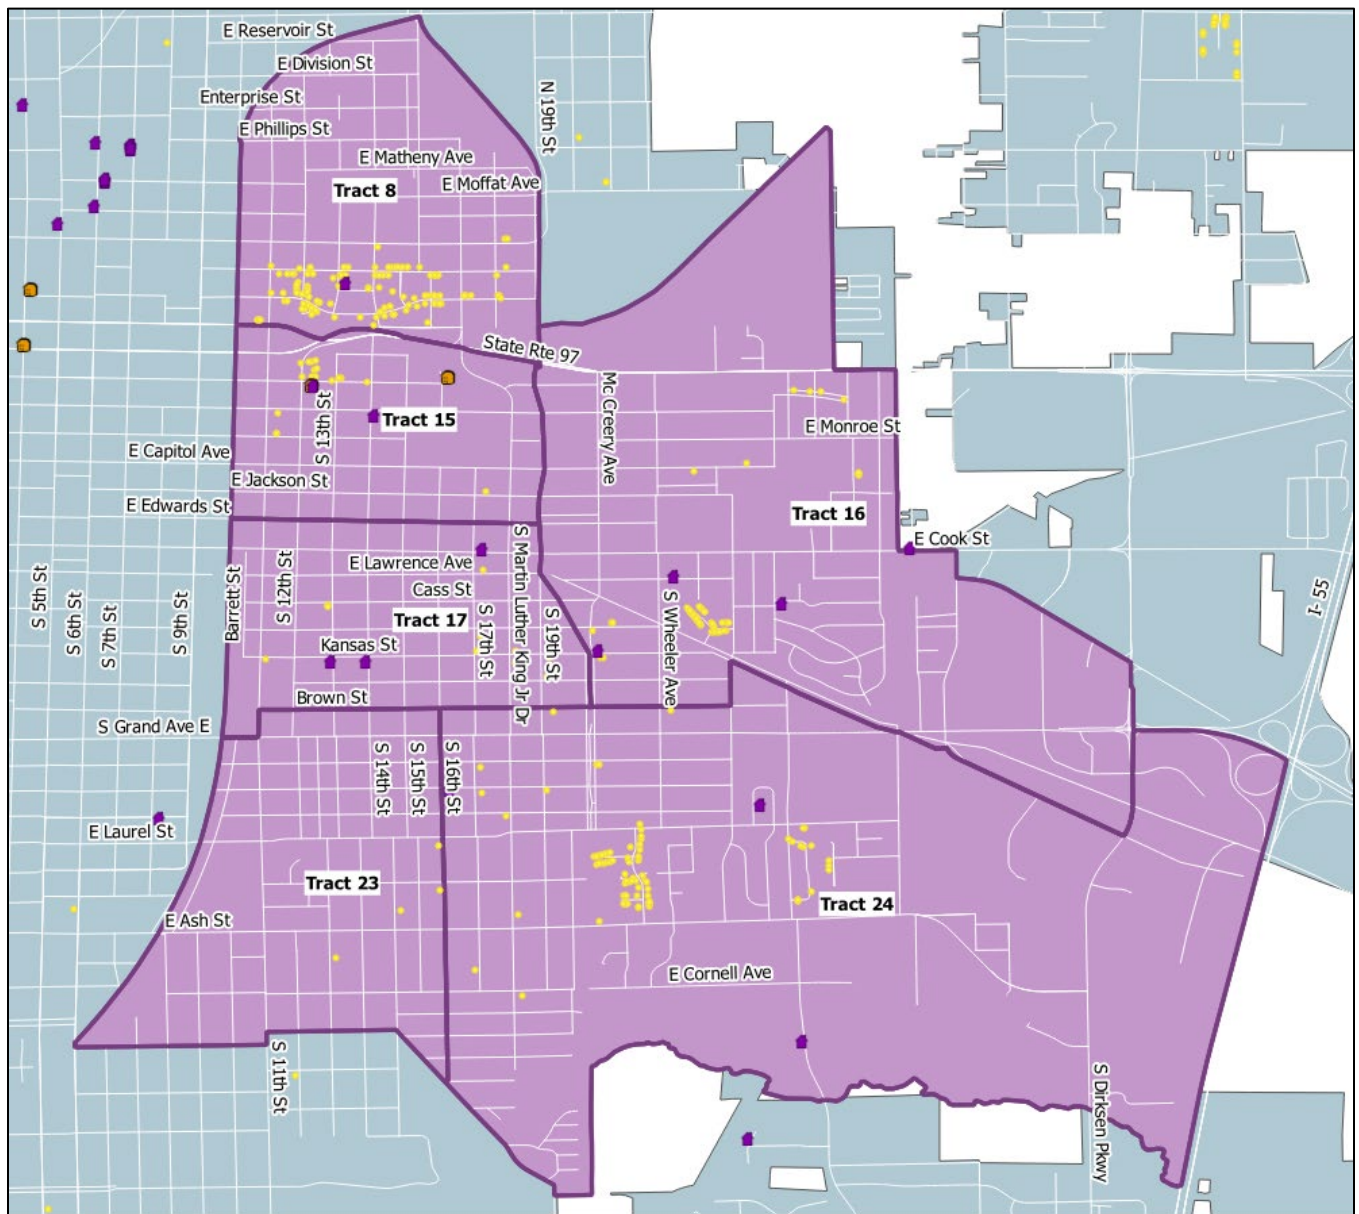 E Reservoir St
E Division St
Enterprise St
E Phillips St
N 19th St
E Matheny Ave
E Moffat Ave
Tract 8
State Rte 97
Mc Creery Ave
S 13th St
Tract 15
E Monroe St
E Capitol Ave
E Jackson St
E Edwards St
Tract 16
E Cook St
S Martin Luther King Jr Dr
E Lawrence Ave
Cass St
S 12th St
Barrett St
S 5th St
S 6th St
S 7th St
S 9th St
Tract 17
S 17th St
S 19th St
S Wheeler Ave
I- 55
Kansas St
Brown St
S Grand Ave E
S 14th St
S 15th St
S 16th St
E Laurel St
Tract 23
Tract 24
E Ash St
E Cornell Ave
S 11th St
S Dirksen Pkwy